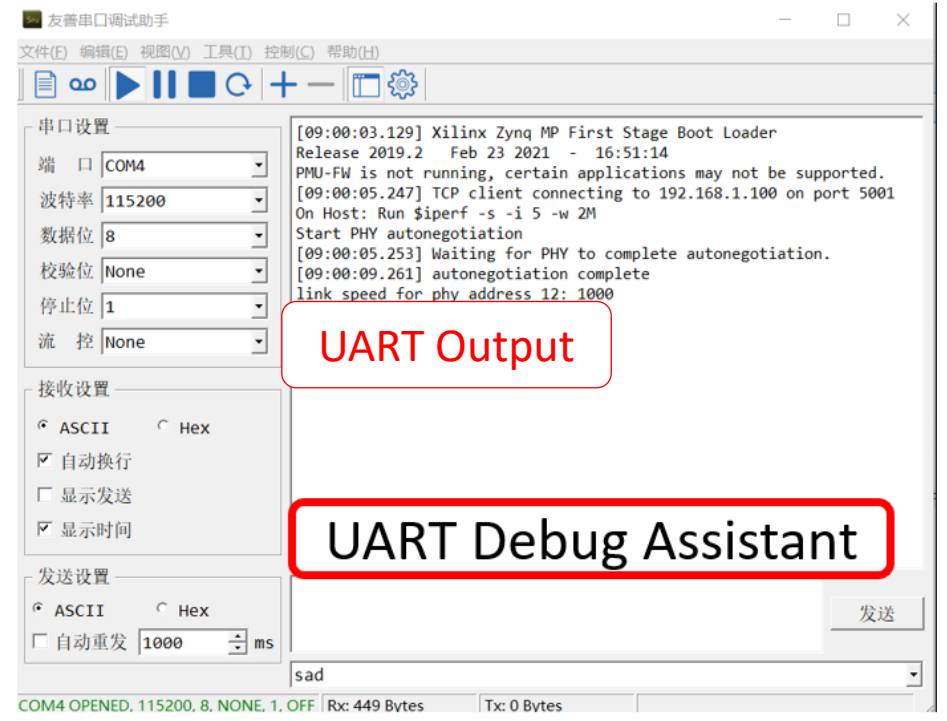 友善串口调试助手
文件(F) 编辑(E) 视图(V) 工具(T) 控制(C) 帮助(H)
串口设置
端 口 COM4
波特率 115200
数据位 8
校验位 None
停止位 1
流 控 None
接收设置
ASCII Hex
自动换行
显示发送
显示时间
发送设置
ASCII Hex
自动重发 1000 ms
[09:00:03.129] Xilinx Zynq MP First Stage Boot Loader
Release 2019.2 Feb 23 2021 - 16:51:14
PMU-FW is not running, certain applications may not be supported.
[09:00:05.247] TCP client connecting to 192.168.1.100 on port 5001
On Host: Run $iperf -s -i 5 -w 2M
Start PHY autonegotiation
[09:00:05.253] Waiting for PHY to complete autonegotiation.
[09:00:09.261] autonegotiation complete
link speed for phy address 12: 1000
UART Output
UART Debug Assistant
发送
sad
COM4 OPENED, 115200, 8, NONE, 1, OFF Rx: 449 Bytes Tx: 0 Bytes